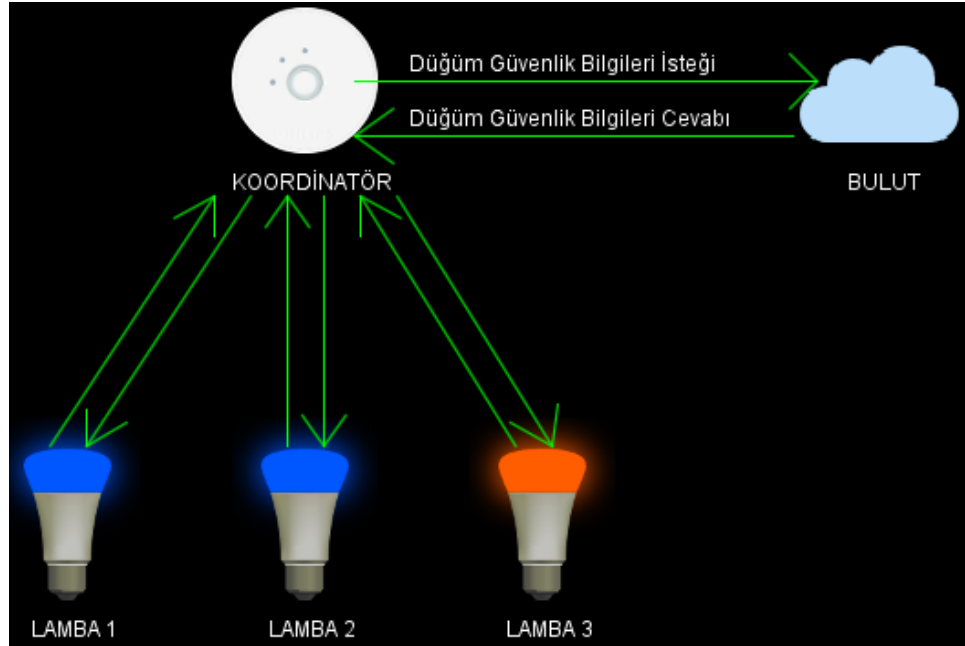 Düğüm Güvenlik Bilgileri İsteği
Düğüm Güvenlik Bilgileri Cevabı
KOORDİNATÖR
BULUT
LAMBA 1
LAMBA 2
LAMBA 3